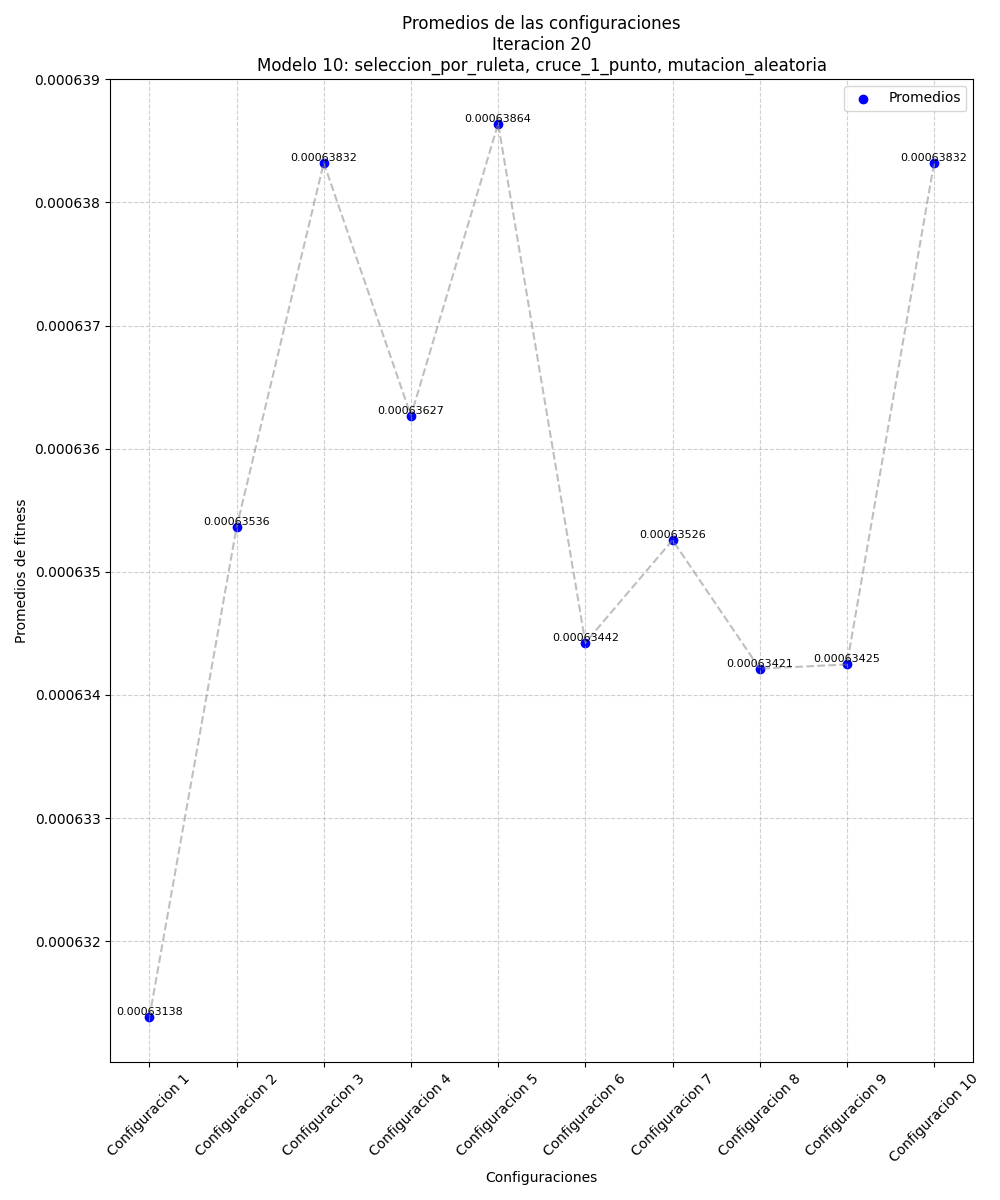 Promedios de las configuraciones
Iteracion 20
Modelo 10: seleccion_por_ruleta, cruce_1_punto, mutacion_aleatoria
Promedios
0.000639
0.000638
0.000637
0.000636
0.000635
0.000634
0.000633
0.000632
Promedios de fitness
0.00063138
0.00063536
0.00063832
0.00063627
0.00063864
0.00063442
0.00063526
0.00063421
0.00063425
0.00063832
Configuracion 1
Configuracion 2
Configuracion 3
Configuracion 4
Configuracion 5
Configuracion 6
Configuracion 7
Configuracion 8
Configuracion 9
Configuracion 10
Configuraciones